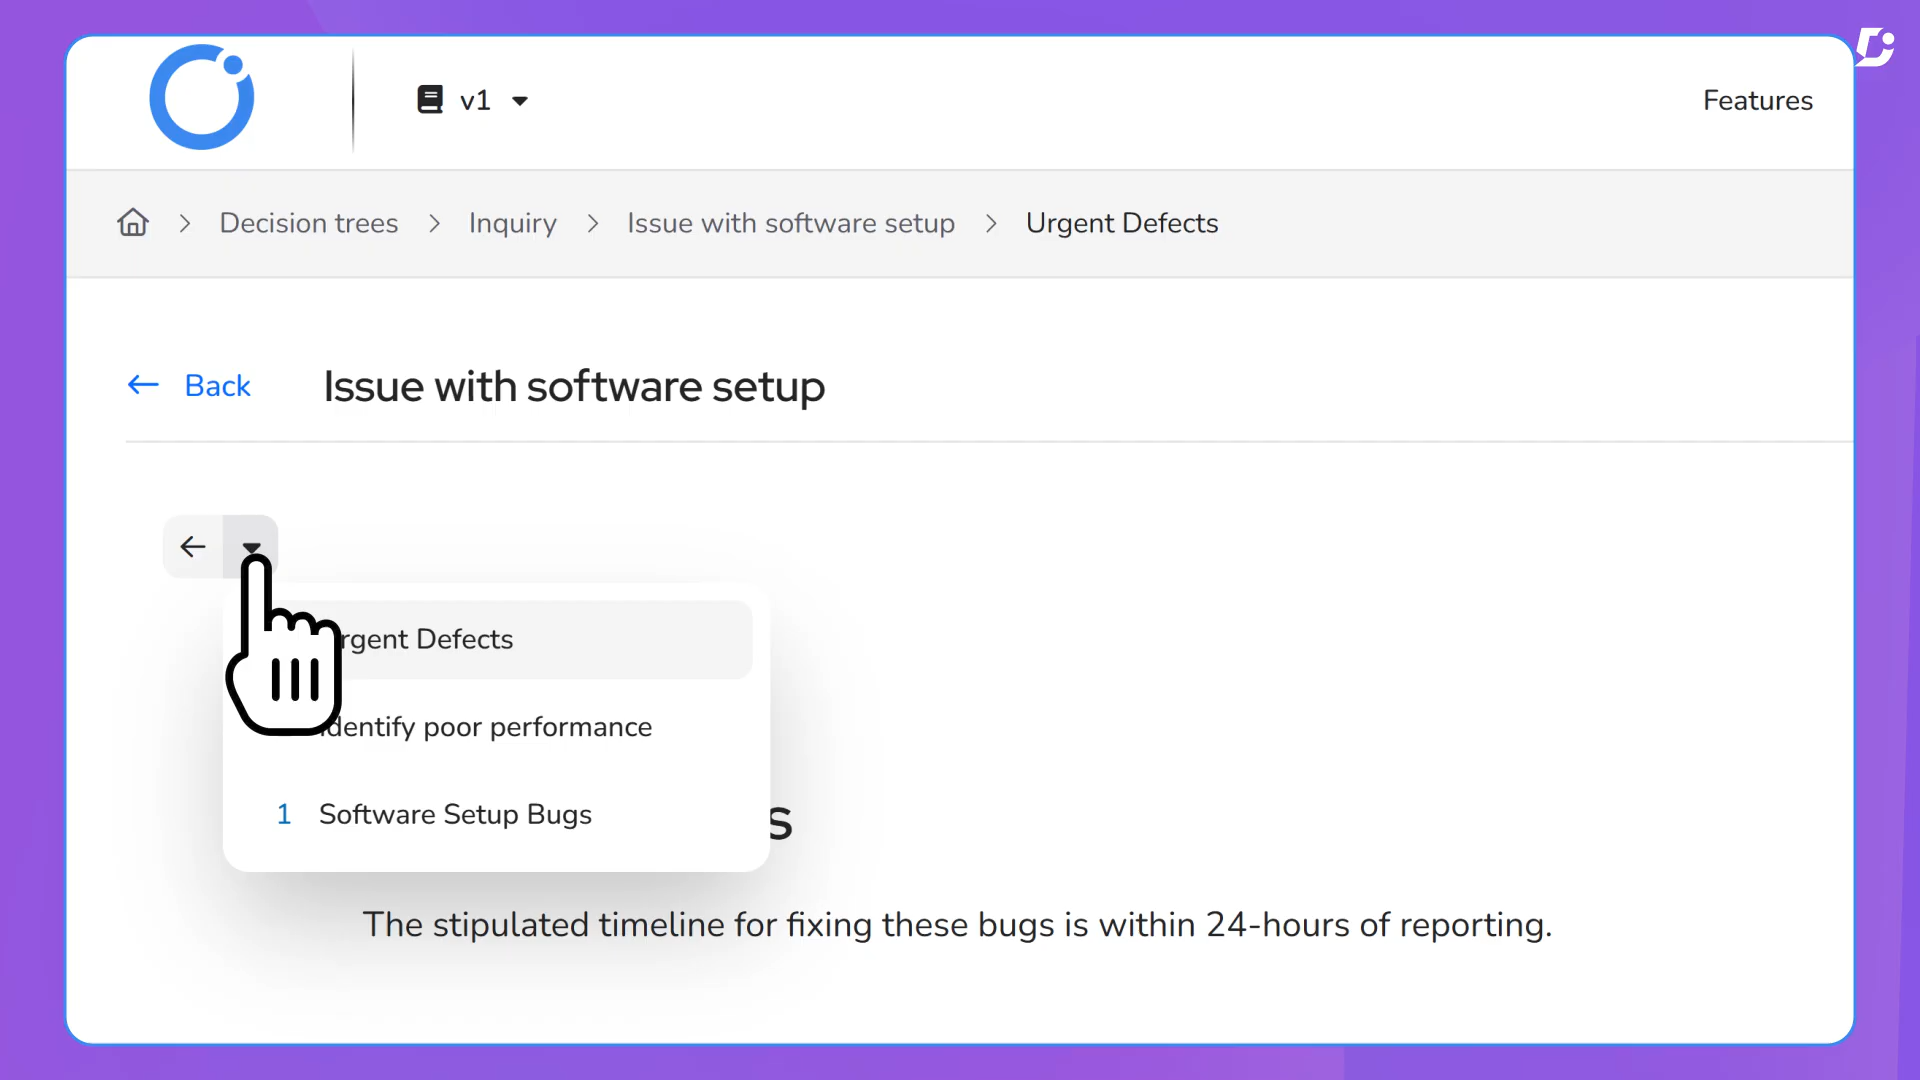 v1
Features
Decision trees
Inquiry
Issue with software setup
Urgent Defects
Back
Issue with software setup
rgent Defects
dentify poor performance
1 Software Setup Bugs
s
The stipulated timeline for fixing these bugs is within 24-hours of reporting.